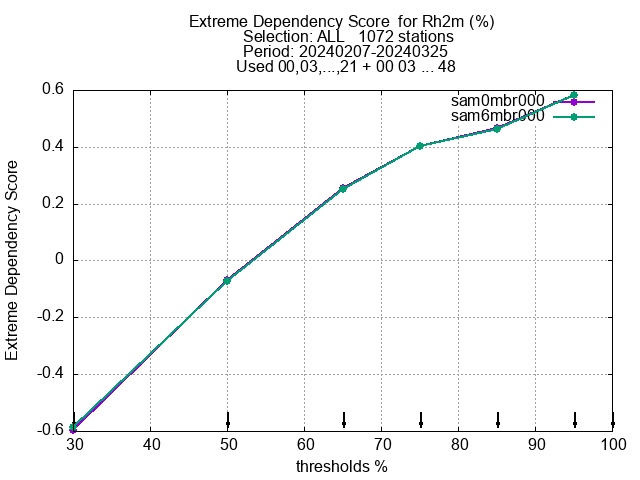 Extreme Dependency Score  for Rh2m (%)
Selection: ALL   1072 stations
Period: 20240207-20240325
Used 00,03,...,21 + 00 03 ... 48
sam0mbr000
sam6mbr000
0.6
0.4
0.2
0
-0.2
-0.4
-0.6
Extreme Dependency Score
30 40 50 60 70 80 90 100
thresholds %